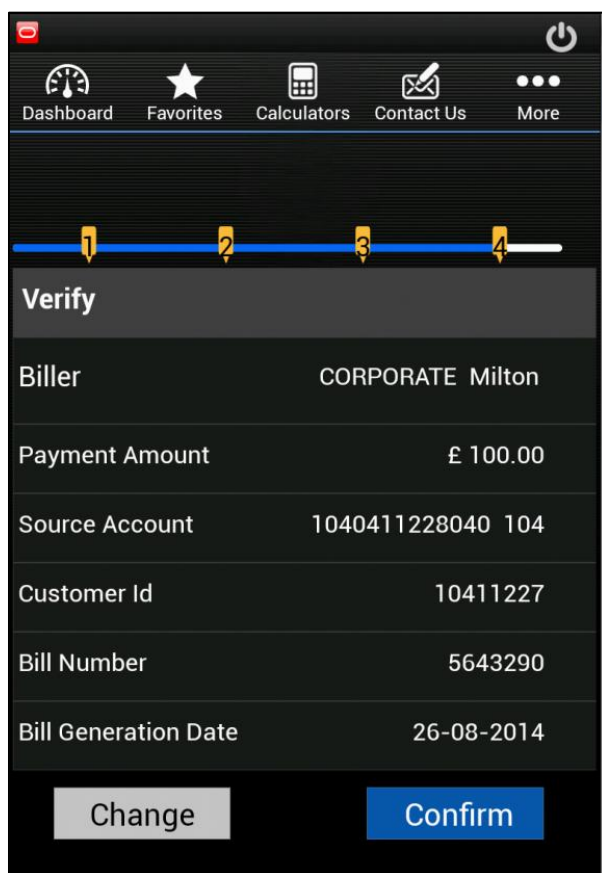 Dashboard Favorites Calculators Contact Us More
1 2 3 4
Verify
Biller CORPORATE Milton
Payment Amount £ 100.00
Source Account 1040411228040 104
Customer Id 10411227
Bill Number 5643290
Bill Generation Date 26-08-2014
Change Confirm